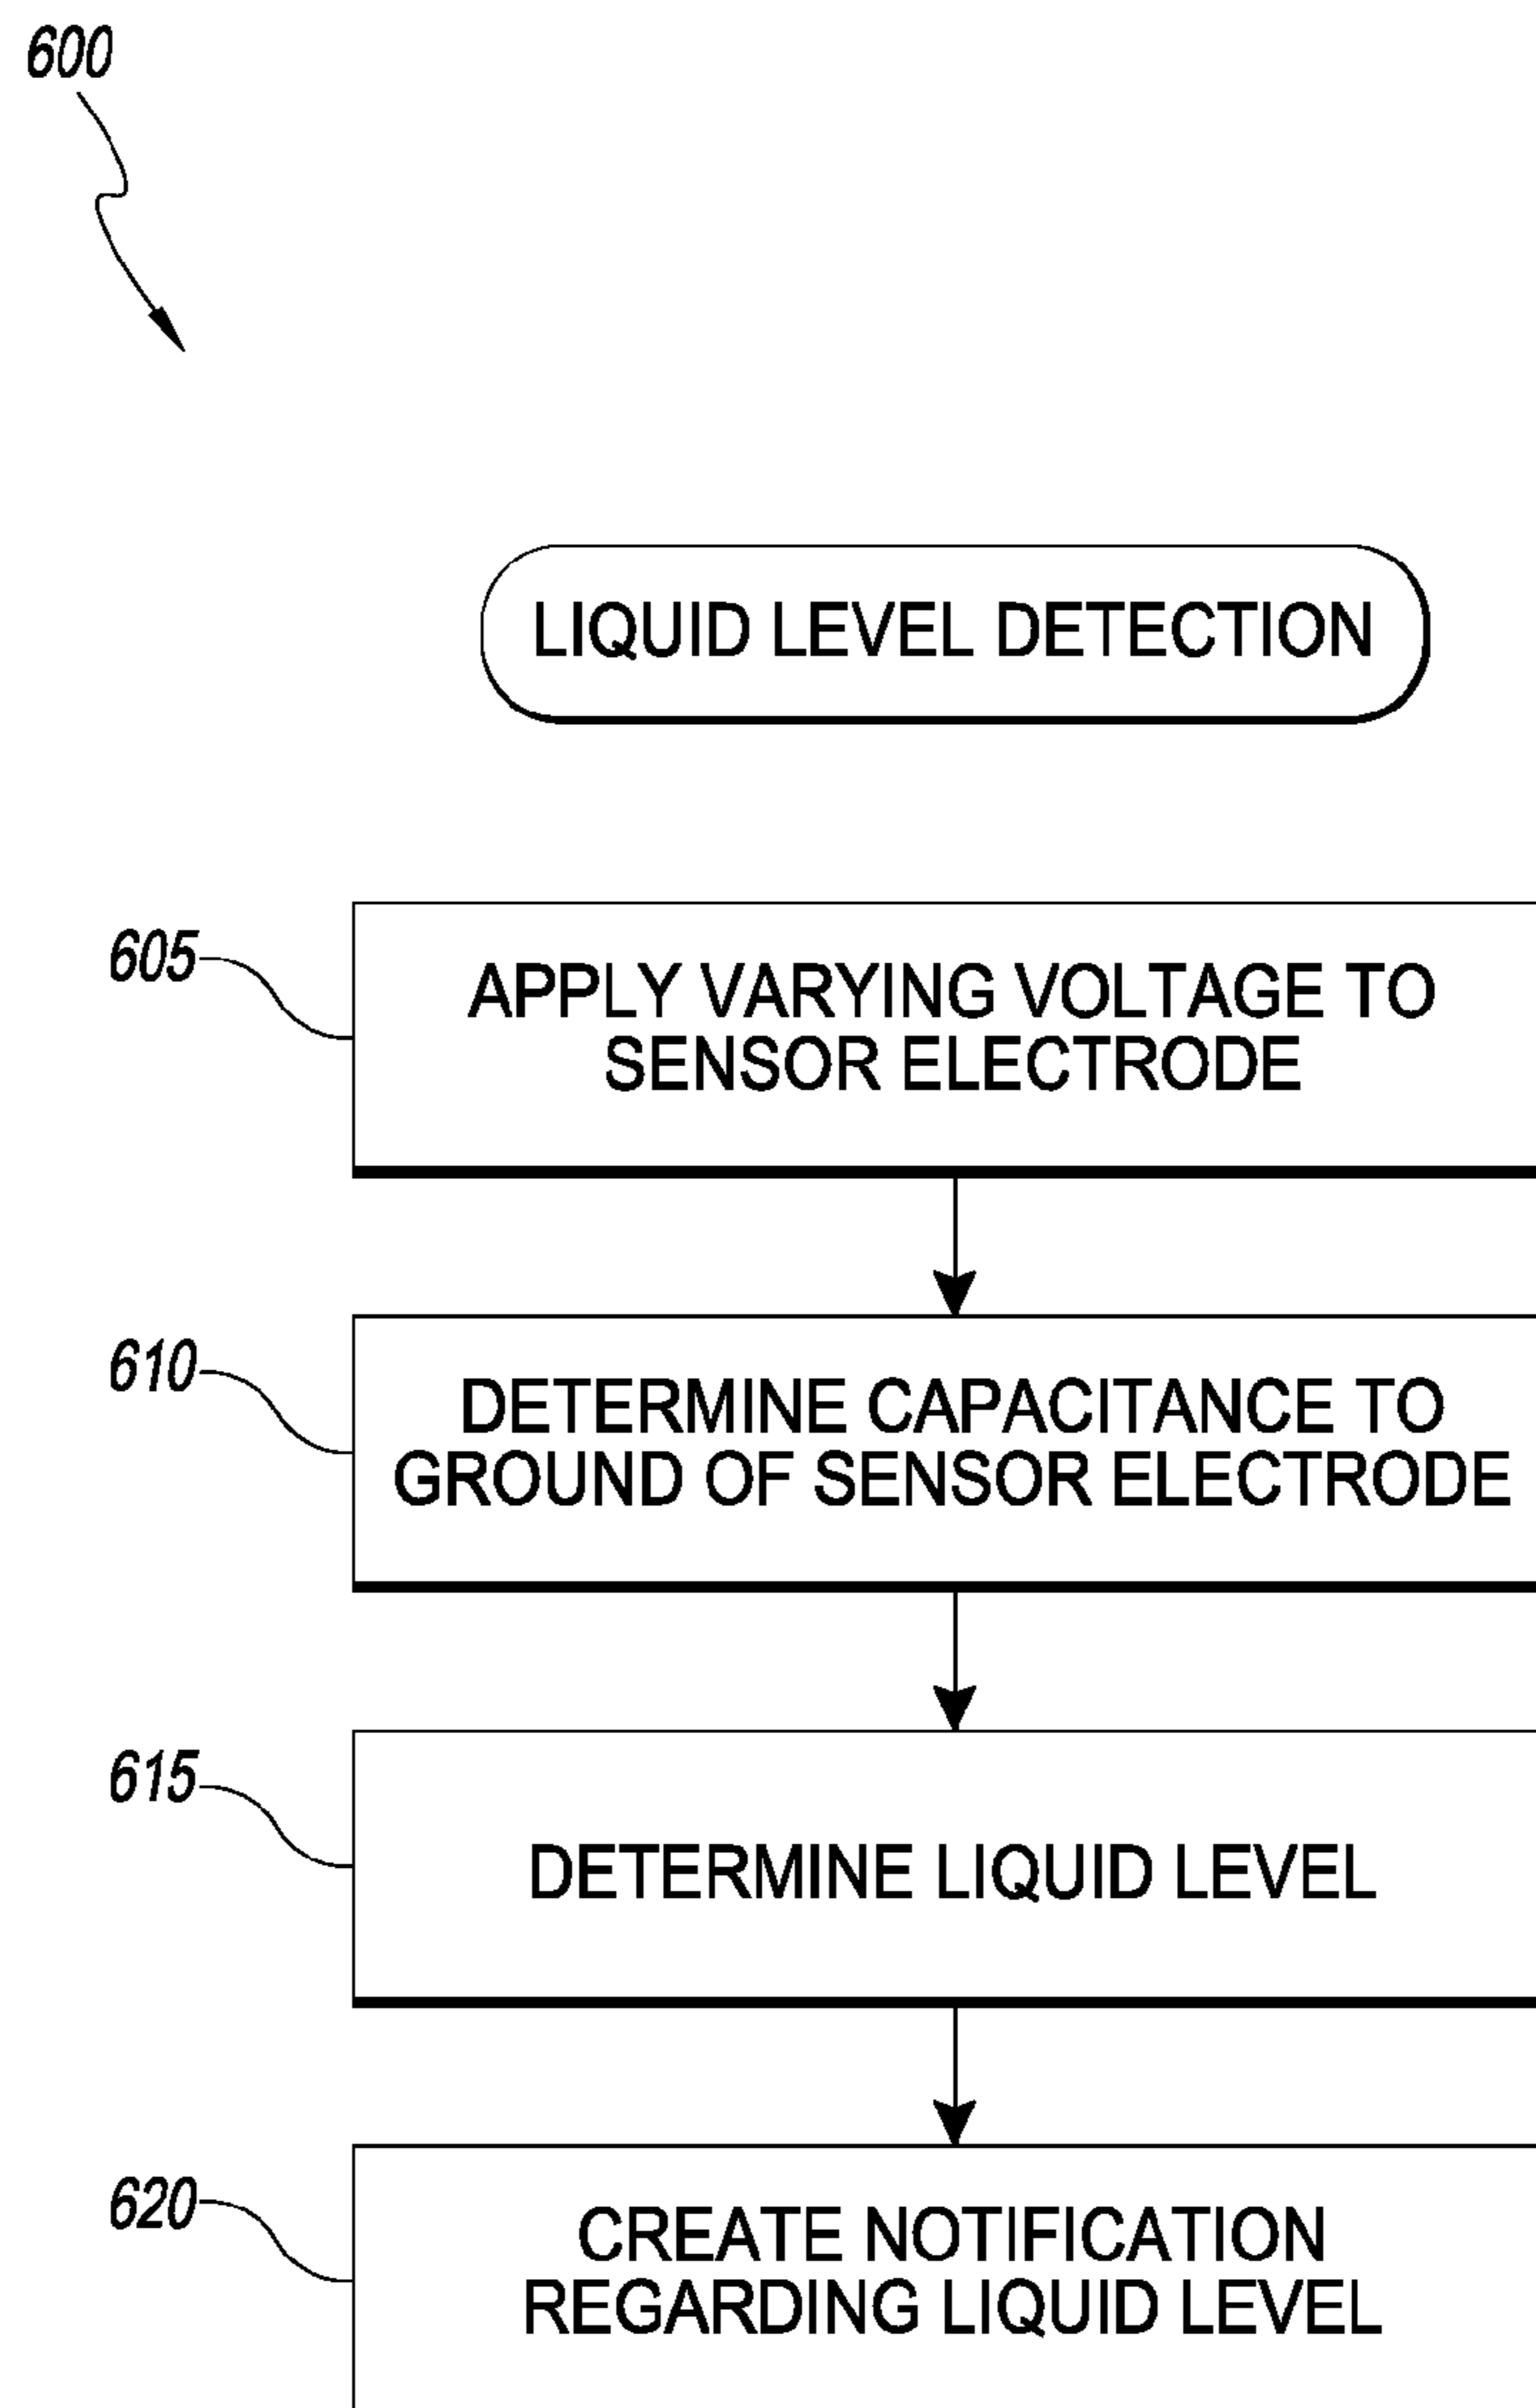 600
LIQUID LEVEL DETECTION
605
APPLY VARYING VOLTAGE TO
SENSOR ELECTRODE
610
DETERMINE CAPACITANCE TO
GROUND OF SENSOR ELECTRODE
615
DETERMINE LIQUID LEVEL
620
CREATE NOTIFICATION
REGARDING LIQUID LEVEL